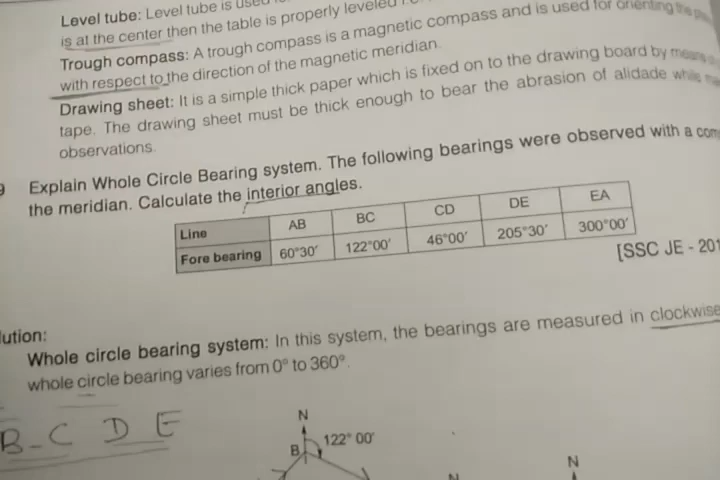 Level tube: Level tube is used
is at the center then the table is properly leveled
Trough compass: A trough compass is a magnetic compass and is used for orienting the
with respect to the direction of the magnetic meridian.
Drawing sheet: It is a simple thick paper which is fixed on to the drawing board by means
tape. The drawing sheet must be thick enough to bear the abrasion of alidade while
observations.
Explain Whole Circle Bearing system. The following bearings were observed with a
the meridian. Calculate the interior angles.
Line AB BC CD DE EA
Fore bearing 60°30' 122°00' 46°00' 205°30' 300°00'
[SSC JE - 201
lution:
Whole circle bearing system: In this system, the bearings are measured in clockwise
whole circle bearing varies from 0° to 360°.
B-C D E
N
B 122° 00'
N
N